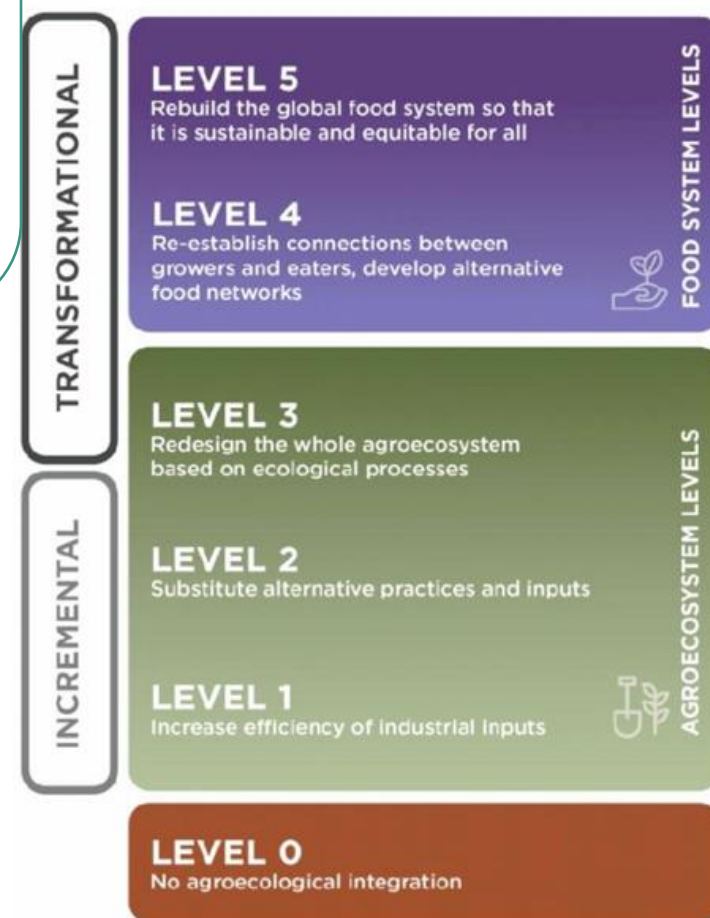 TRANSFORMATIONAL
INCREMENTAL
LEVEL 5
Rebuild the global food system so that
it is sustainable and equitable for all
LEVEL 4
Re-establish connections between
growers and eaters, develop alternative
food networks
FOOD SYSTEM LEVELS
LEVEL 3
Redesign the whole agroecosystem
based on ecological processes
LEVEL 2
Substitute alternative practices and inputs
LEVEL 1
Increase efficiency of industrial inputs
AGROECOSYSTEM LEVELS
LEVEL 0
No agroecological integration